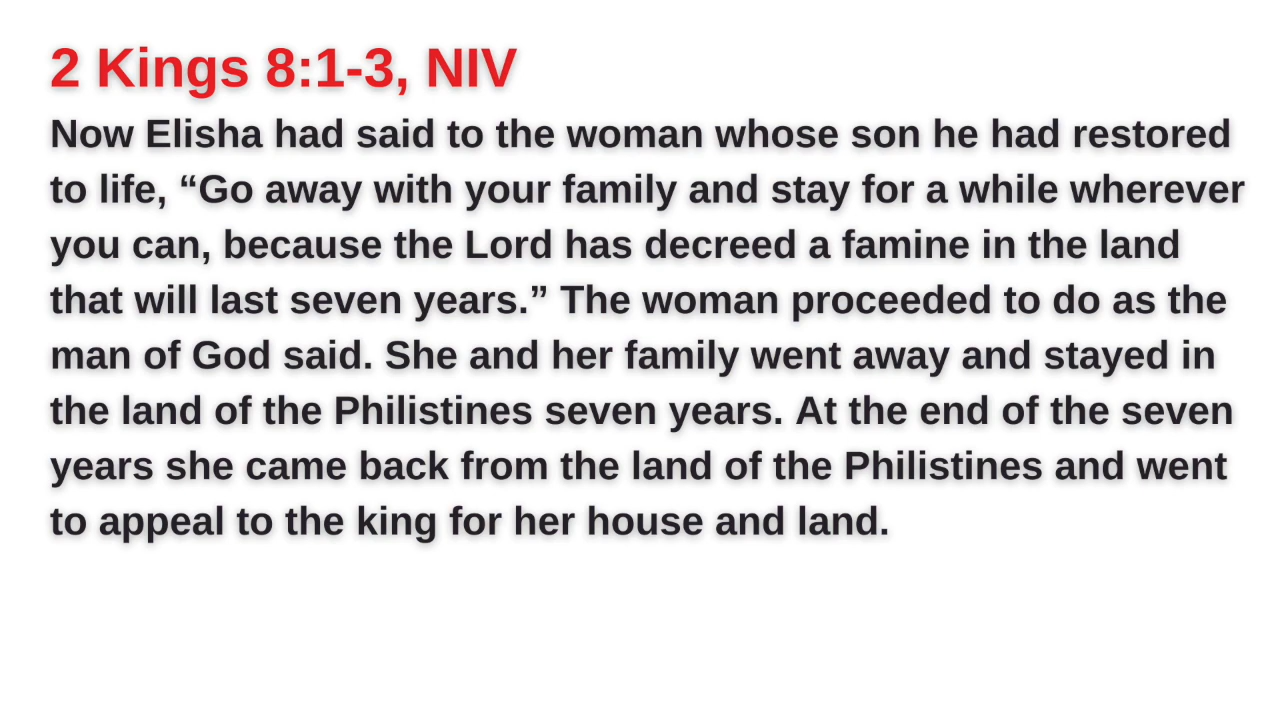 2 Kings 8:1-3, NIV
Now Elisha had said to the woman whose son he had restored
to life, “Go away with your family and stay for a while wherever
you can, because the Lord has decreed a famine in the land
that will last seven years.” The woman proceeded to do as the
man of God said. She and her family went away and stayed in
the land of the Philistines seven years. At the end of the seven
years she came back from the land of the Philistines and went
to appeal to the king for her house and land.